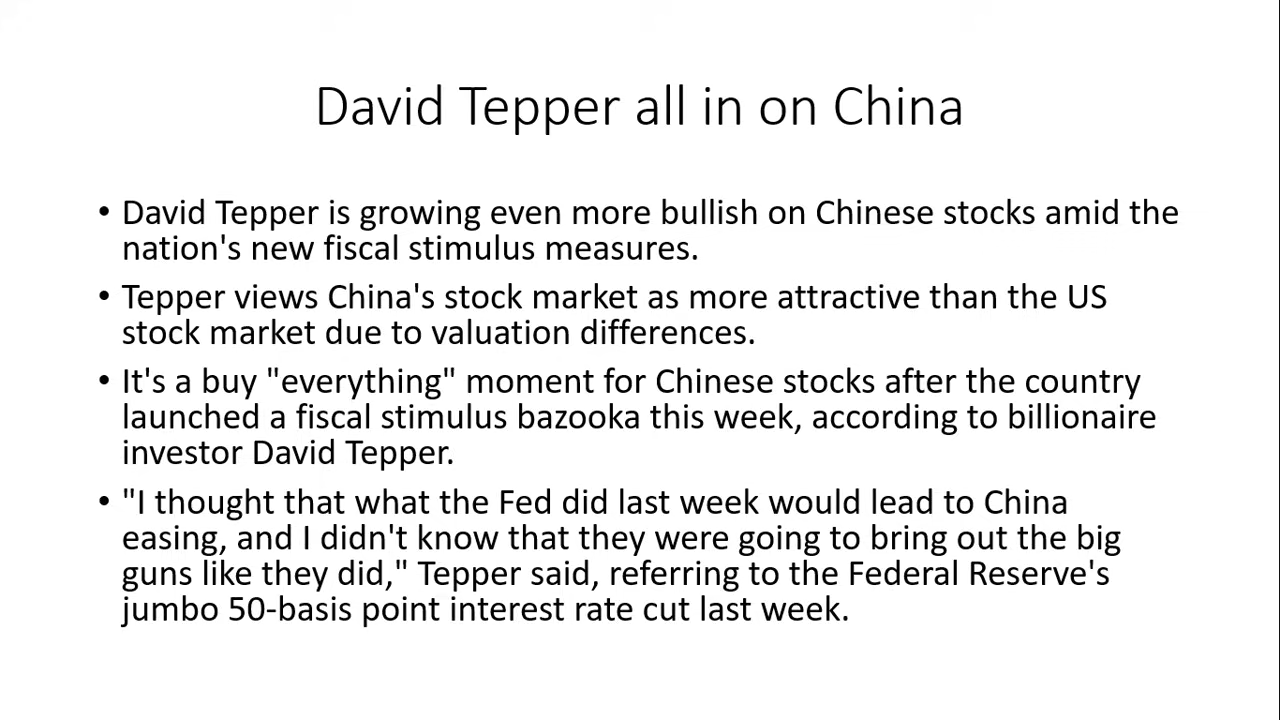 David Tepper all in on China
• David Tepper is growing even more bullish on Chinese stocks amid the
nation's new fiscal stimulus measures.
• Tepper views China's stock market as more attractive than the US
stock market due to valuation differences.
• It's a buy "everything" moment for Chinese stocks after the country
launched a fiscal stimulus bazooka this week, according to billionaire
investor David Tepper.
• "I thought that what the Fed did last week would lead to China
easing, and I didn't know that they were going to bring out the big
guns like they did," Tepper said, referring to the Federal Reserve's
jumbo 50-basis point interest rate cut last week.